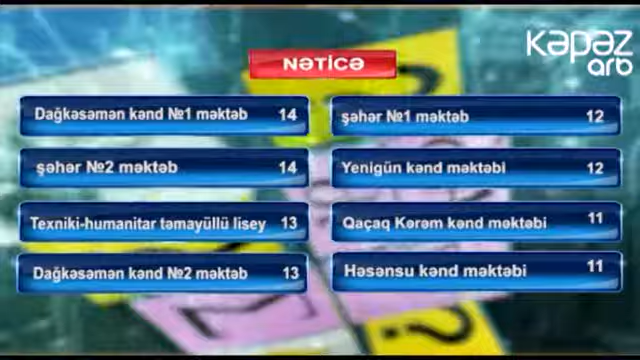 Kəpəz
arb
NƏTİCƏ
Dağkəsəmən kənd №1 məktəb 14
şəhər №2 məktəb 14
Texniki-humanitar təmayüllü lisey 13
Dağkəsəmən kənd №2 məktəb 13
şəhər №1 məktəb 12
Yenigün kənd məktəbi 12
Qaçaq Kərəm kənd məktəbi 11
Həsənsu kənd məktəbi 11